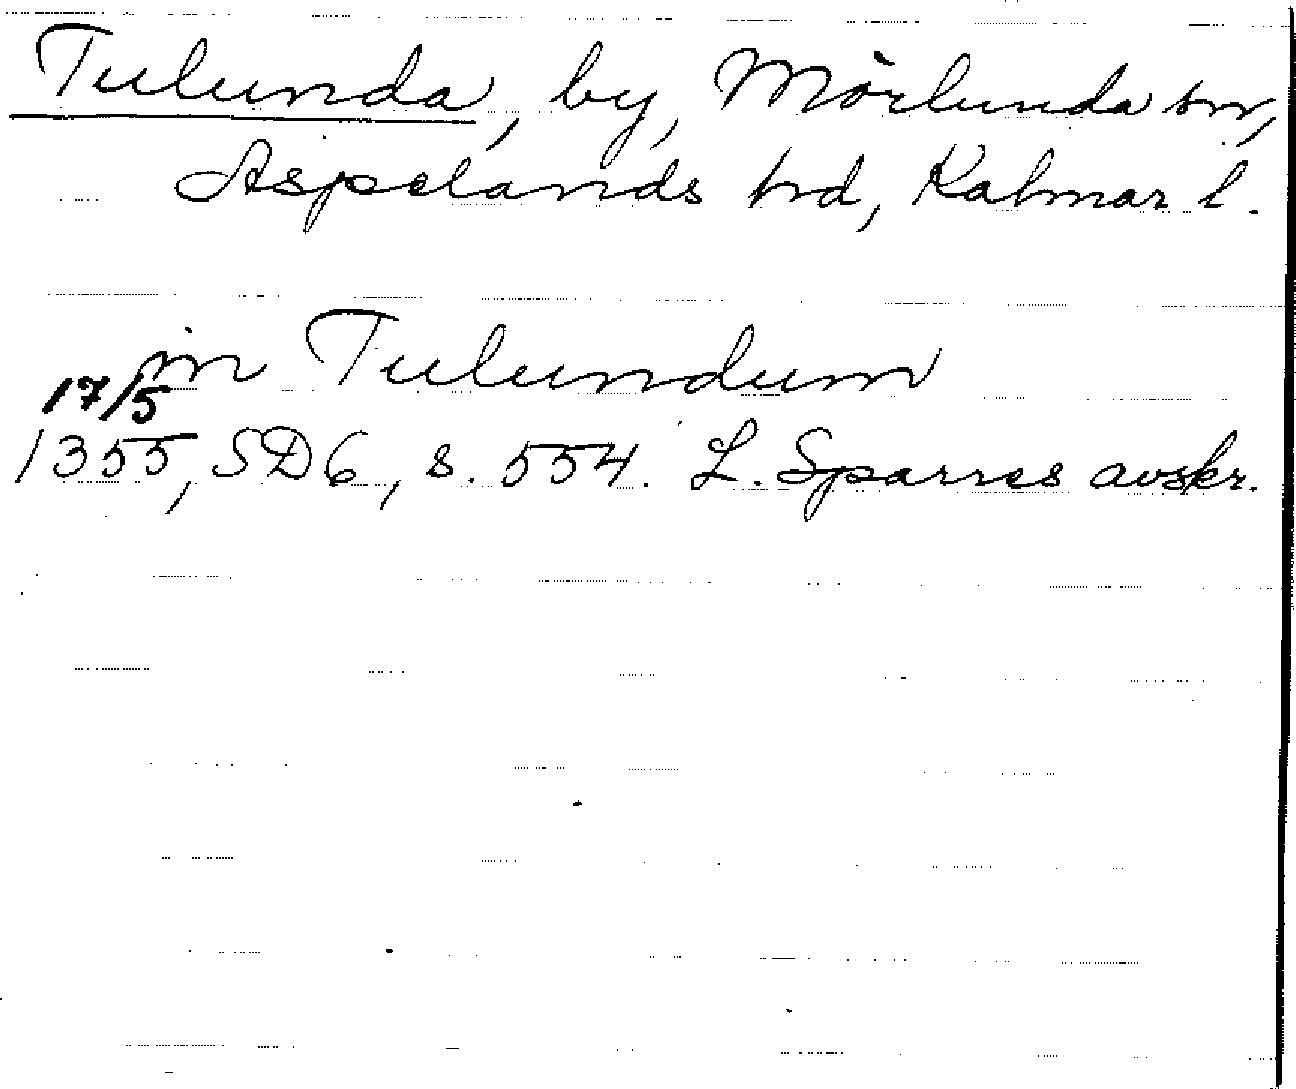 Tulunda, by, Mörlunda sn,
Aspelands hd, Kalmar l.
in Tulundum
17/5
1355, SD6, s. 554. L. Sparres avskr.